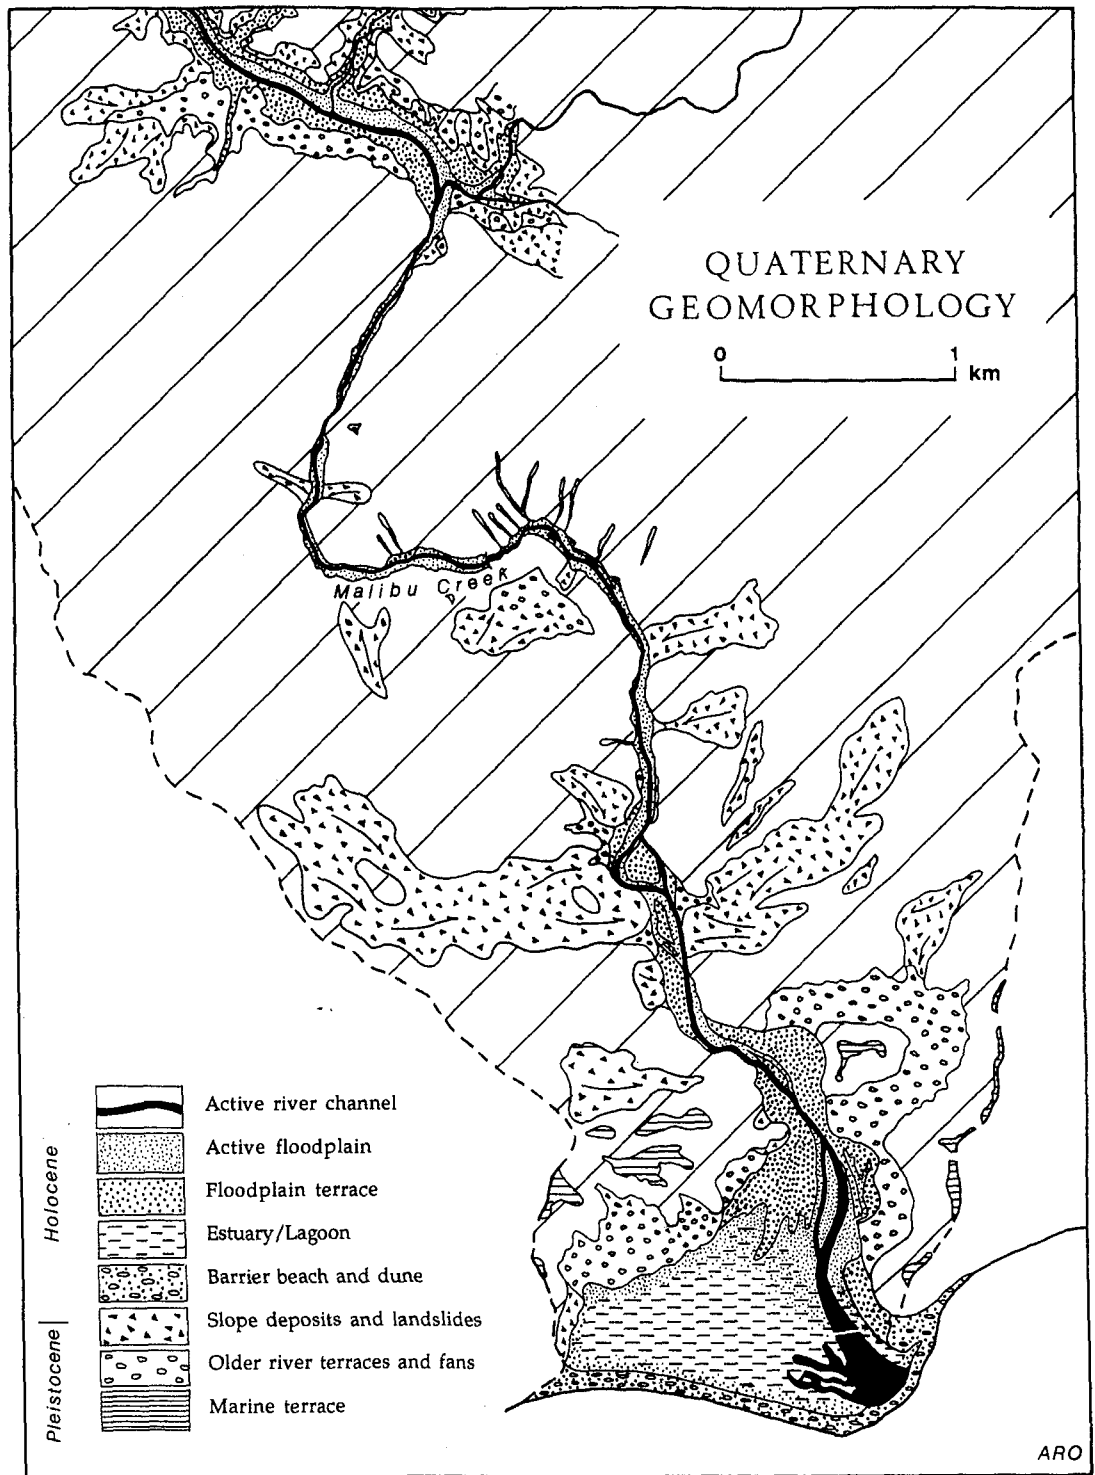 QUATERNARY
GEOMORPHOLOGY
0 1
km
Malibu Creek
Active river channel
Active floodplain
Floodplain terrace
Estuary/Lagoon
Barrier beach and dune
Slope deposits and landslides
Older river terraces and fans
Marine terrace
Holocene
Pleistocene
ARO